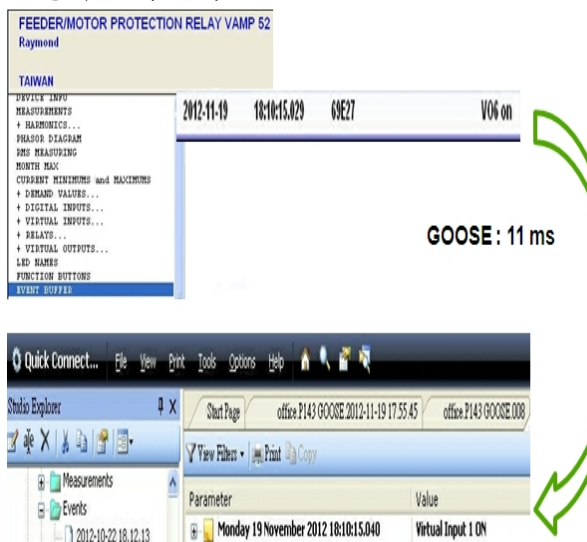 FEEDER/MOTOR PROTECTION RELAY VAMP 52
Raymond
TAIWAN
DEVICE INFO
MEASUREMENTS
+ HARMONICS...
PHASOR DIAGRAM
RMS MEASURING
MONTH MAX
CURRENT MINIMUMS and MAXIMUMS
+ DEMAND VALUES...
+ DIGITAL INPUTS...
+ VIRTUAL INPUTS...
+ RELAYS...
+ VIRTUAL OUTPUTS...
LED NAMES
FUNCTION BUTTONS
EVENT BUFFER
2012-11-19 18:10:15.029 69E27 VO6 on
GOOSE : 11 ms
Quick Connect... File View Print Tools Options Help
Studio Explorer
Start Page office.P143 GOOSE.2012-11-19 17.55.45 office.P143 GOOSE.008
View Filters Print Copy
Measurements
Events
2012-10-22 18.12.13
Parameter Value
Monday 19 November 2012 18:10:15.040 Virtual Input 1 ON